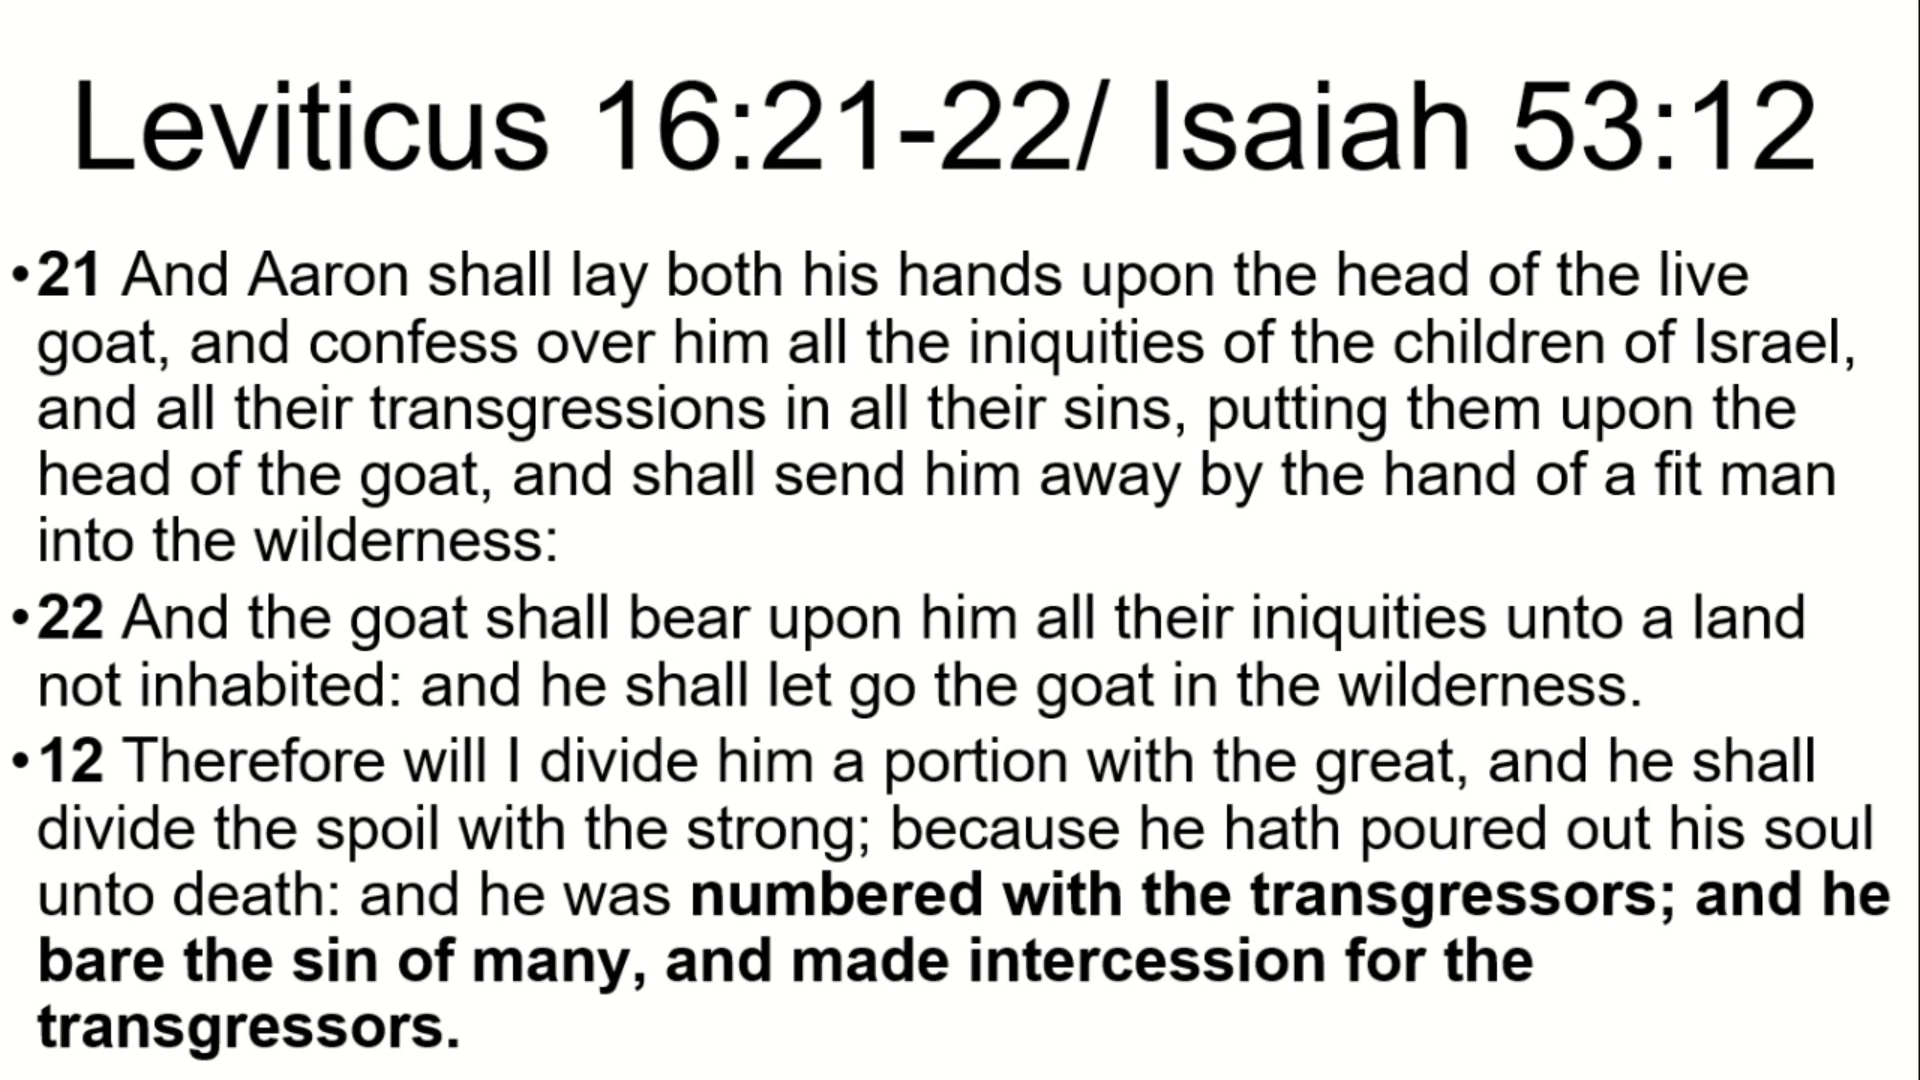 Leviticus 16:21-22/ Isaiah 53:12
•21 And Aaron shall lay both his hands upon the head of the live
goat, and confess over him all the iniquities of the children of Israel,
and all their transgressions in all their sins, putting them upon the
head of the goat, and shall send him away by the hand of a fit man
into the wilderness:
•22 And the goat shall bear upon him all their iniquities unto a land
not inhabited: and he shall let go the goat in the wilderness.
•12 Therefore will I divide him a portion with the great, and he shall
divide the spoil with the strong; because he hath poured out his soul
unto death: and he was numbered with the transgressors; and he
bare the sin of many, and made intercession for the
transgressors.